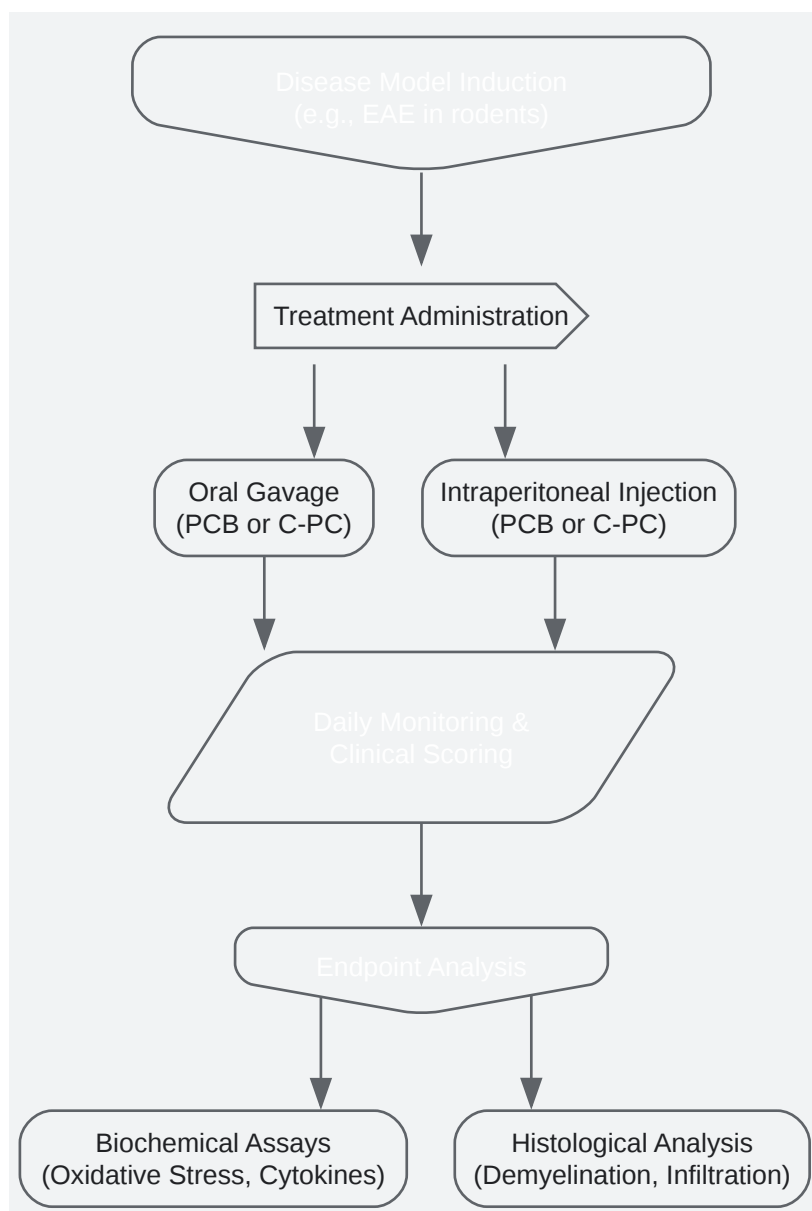 Disease Model Induction
(e.g., EAE in rodents)
Treatment Administration
Oral Gavage
(PCB or C-PC)
Intraperitoneal Injection
(PCB or C-PC)
Daily Monitoring &
Clinical Scoring
Endpoint Analysis
Biochemical Assays
(Oxidative Stress, Cytokines)
Histological Analysis
(Demyelination, Infiltration)